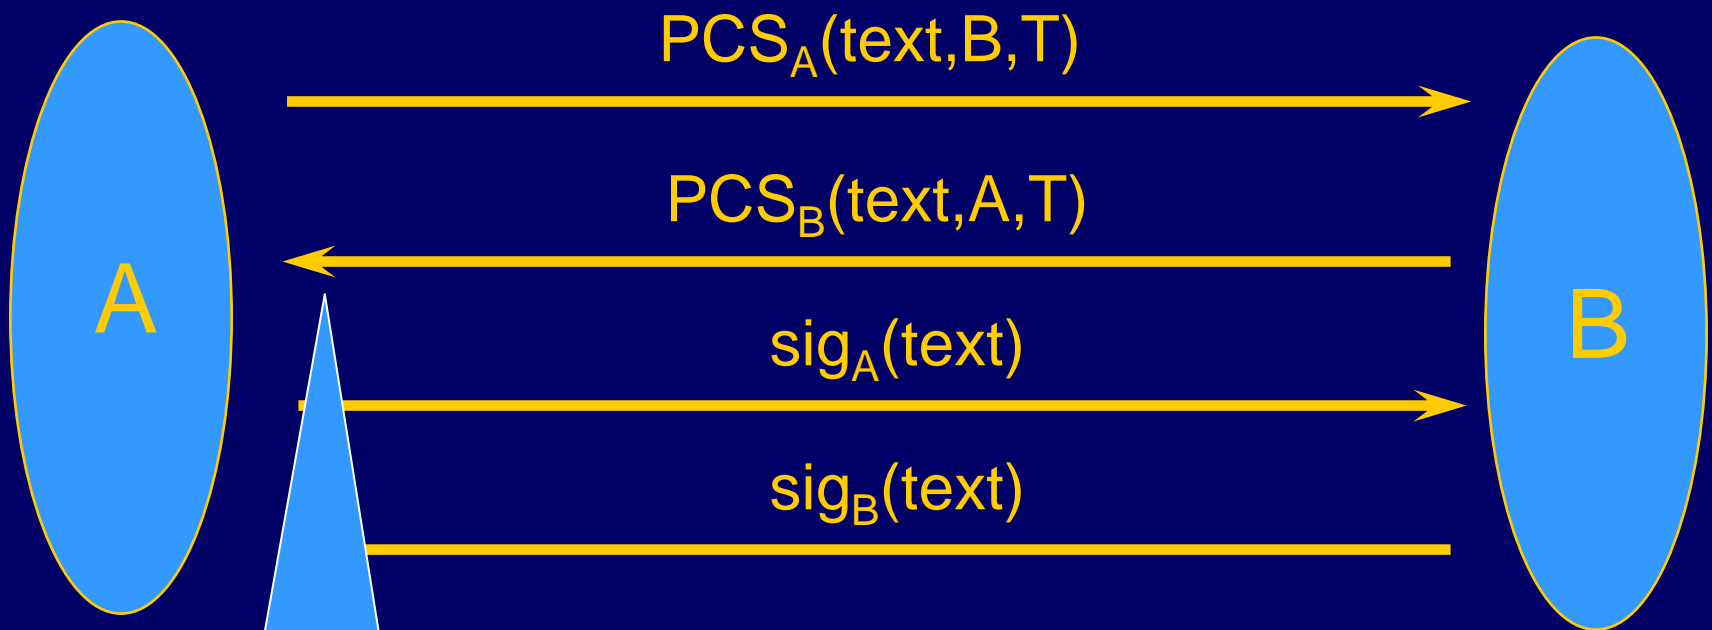 PCSA(text,B,T)
PCSB(text,A,T)
A
B
sigA(text)
sigB(text)